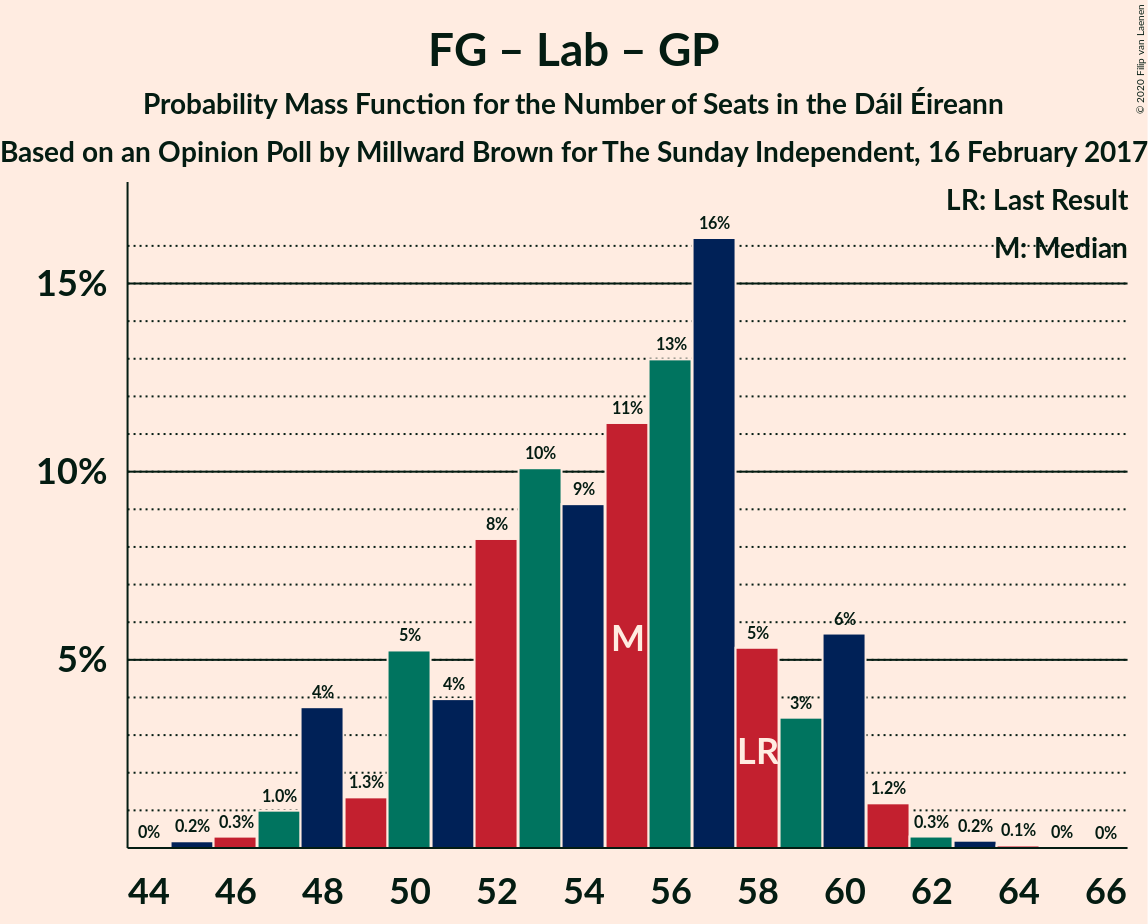 FG – Lab – GP
Probability Mass Function for the Number of Seats in the Dáil Éireann
Based on an Opinion Poll by Millward Brown for The Sunday Independent, 16 February 2017
© 2020 Filip van Laenen
LR: Last Result
M: Median
15%
10%
5%
0% 0.2% 0.3% 1.0% 4% 1.3% 5% 4% 8% 10% 9% 11% 13% 16% 5% 3% 6% 1.2% 0.3% 0.2% 0.1% 0% 0%
M
LR
44 46 48 50 52 54 56 58 60 62 64 66